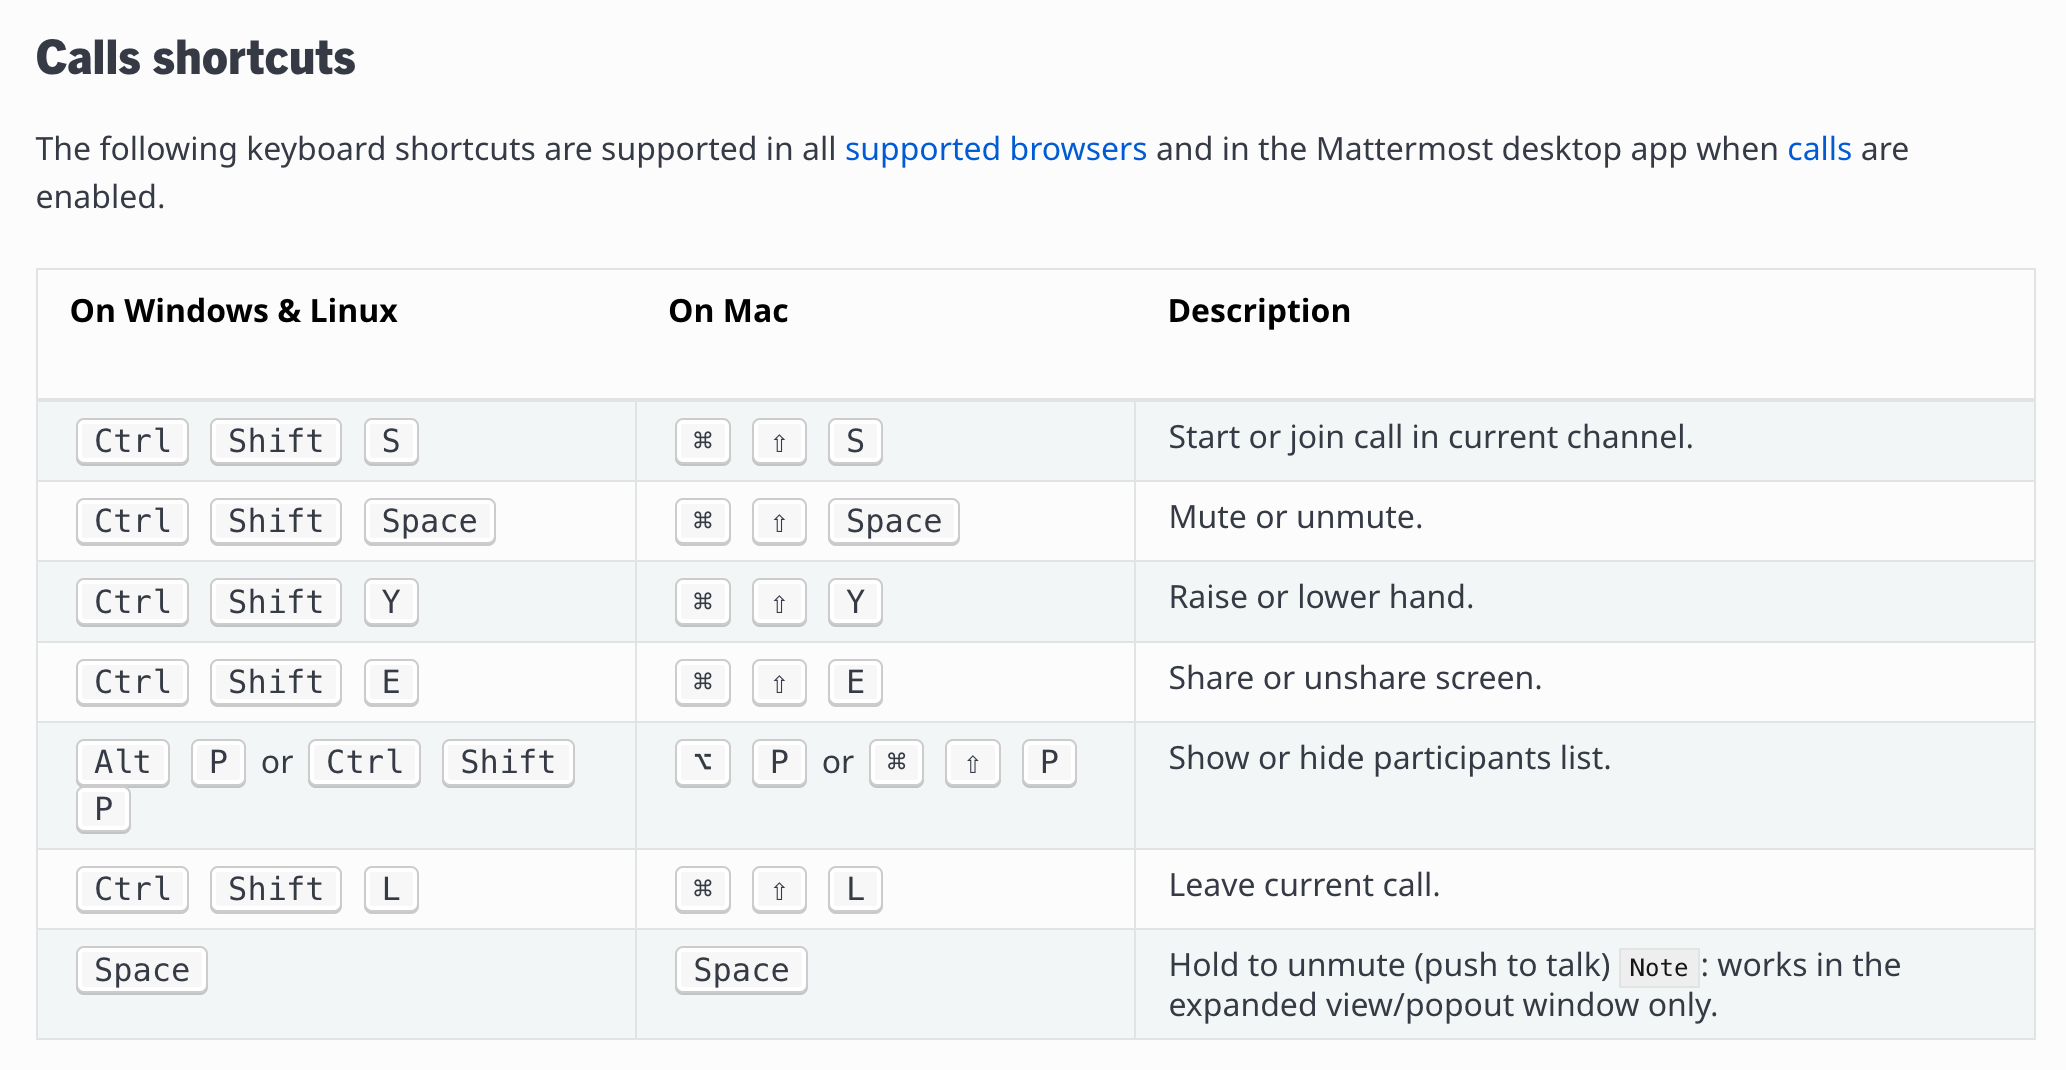 Calls shortcuts
The following keyboard shortcuts are supported in all supported browsers and in the Mattermost desktop app when calls are
enabled.
On Windows & Linux On Mac Description
Ctrl Shift S ⌘ ⇧ S Start or join call in current channel.
Ctrl Shift Space ⌘ ⇧ Space Mute or unmute.
Ctrl Shift Y ⌘ ⇧ Y Raise or lower hand.
Ctrl Shift E ⌘ ⇧ E Share or unshare screen.
Alt P or Ctrl Shift ⌥ P or ⌘ ⇧ P Show or hide participants list.
P
Ctrl Shift L ⌘ ⇧ L Leave current call.
Space Space Hold to unmute (push to talk) Note: works in the
expanded view/popout window only.